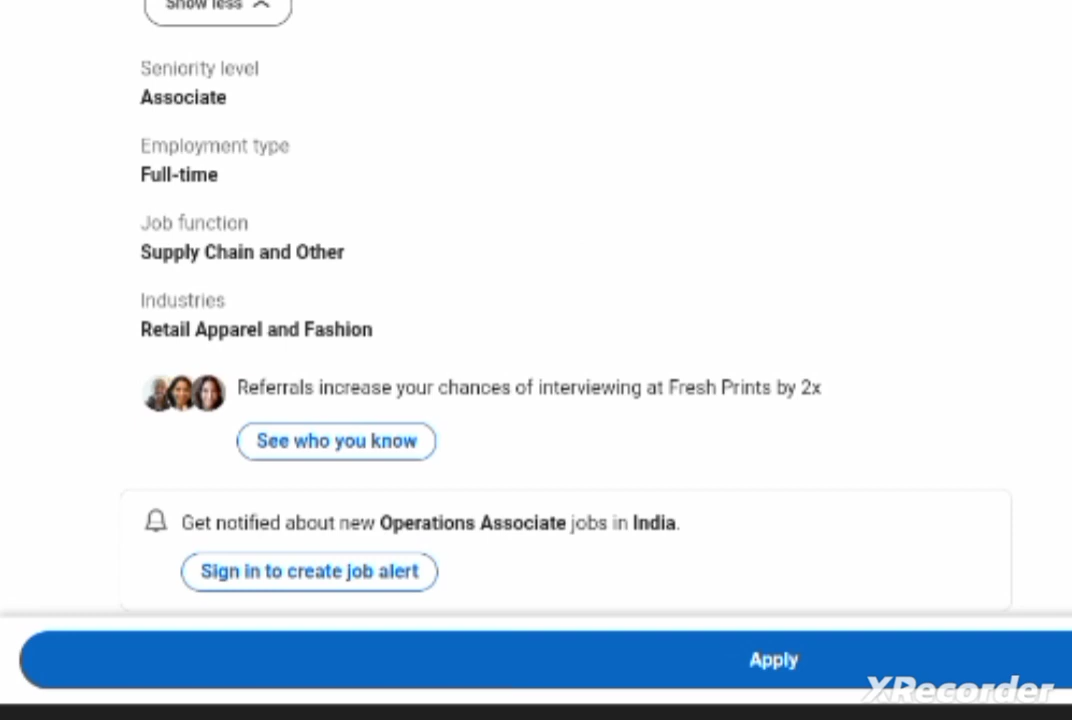 Show less
Seniority level
Associate
Employment type
Full-time
Job function
Supply Chain and Other
Industries
Retail Apparel and Fashion
Referrals increase your chances of interviewing at Fresh Prints by 2x
See who you know
Get notified about new Operations Associate jobs in India.
Sign in to create job alert
Apply
XRecorder